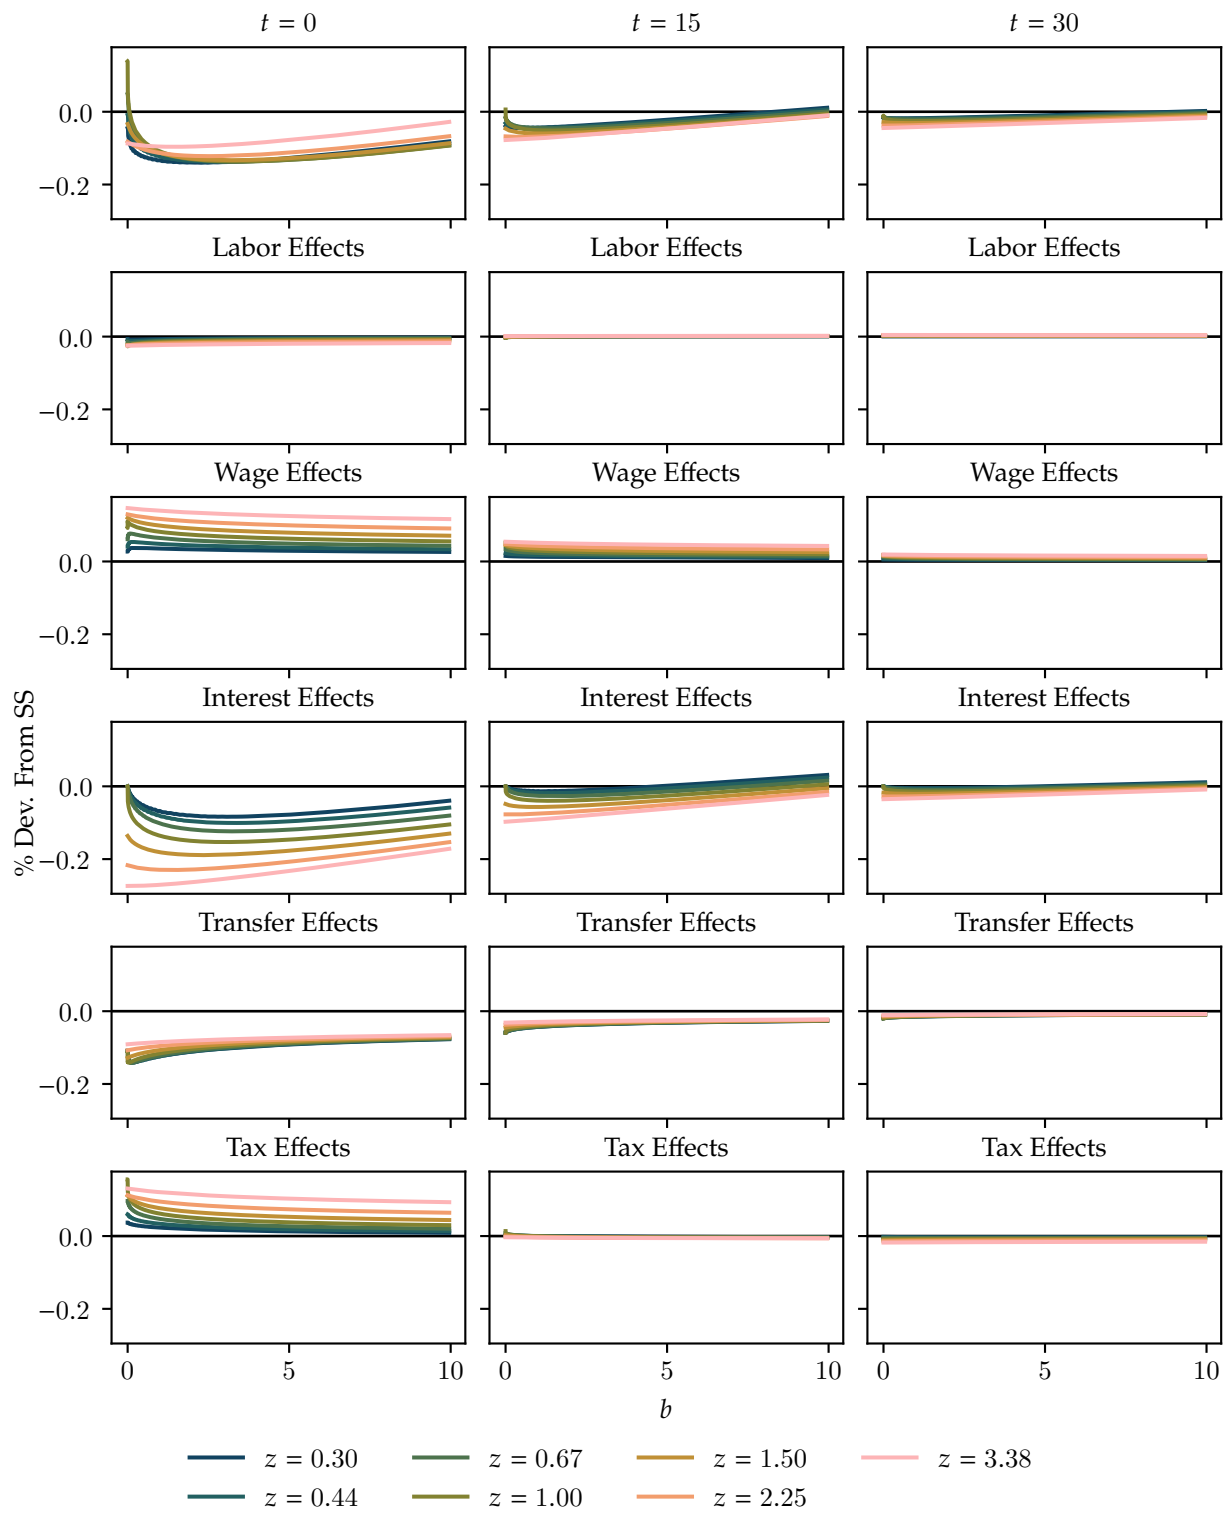 t = 0 t = 15 t = 30
0.0
−0.2
Labor Effects Labor Effects Labor Effects
0.0
−0.2
Wage Effects Wage Effects Wage Effects
0.0
−0.2
Interest Effects Interest Effects Interest Effects
0.0
−0.2
% Dev. From SS
Transfer Effects Transfer Effects Transfer Effects
0.0
−0.2
Tax Effects Tax Effects Tax Effects
0.0
−0.2
0 5 10 0 5 10 0 5 10
b
z = 0.30 z = 0.67 z = 1.50 z = 3.38
z = 0.44 z = 1.00 z = 2.25